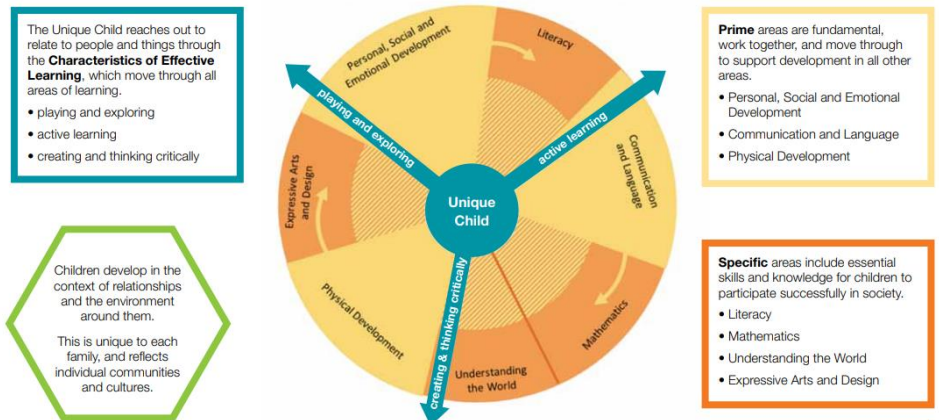 The Unique Child reaches out to
relate to people and things through
the Characteristics of Effective
Learning, which move through all
areas of learning.
• playing and exploring
• active learning
• creating and thinking critically
Children develop in the
context of relationships
and the environment
around them.
This is unique to each
family, and reflects
individual communities
and cultures.
Personal, Social and
Emotional Development
Literacy
playing and exploring
active learning
Communication
and Language
Expressive Arts
and Design
Unique
Child
Physical Development
creating & thinking critically
Mathematics
Understanding
the World
Prime areas are fundamental,
work together, and move through
to support development in all other
areas.
• Personal, Social and Emotional
Development
• Communication and Language
• Physical Development
Specific areas include essential
skills and knowledge for children to
participate successfully in society.
• Literacy
• Mathematics
• Understanding the World
• Expressive Arts and Design